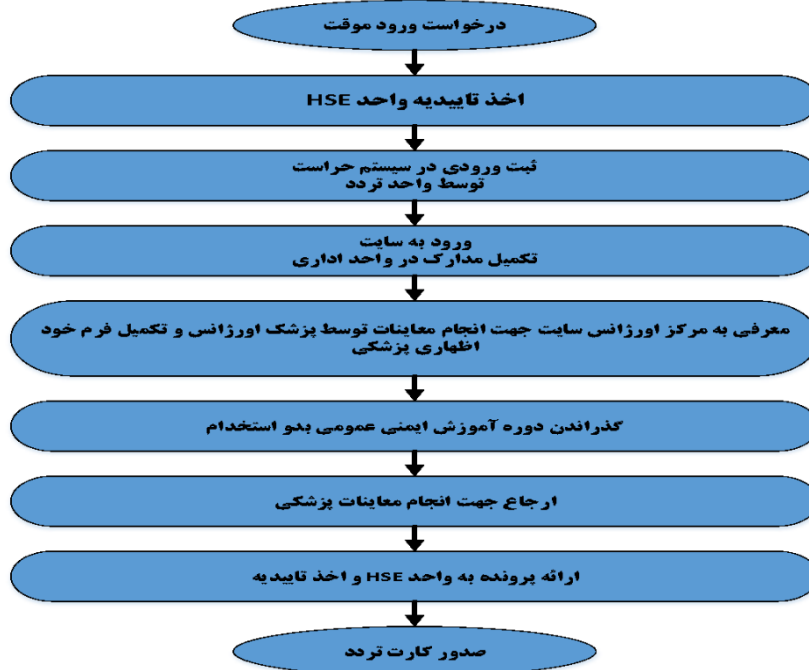 درخواست ورود موقت
اخذ تاییدیه واحد HSE
ثبت ورودی در سیستم حراست
توسط واحد تردد
ورود به سایت
تکمیل مدارک در واحد اداری
معرفی به مرکز اورژانس سایت جهت انجام معاینات توسط پزشک اورژانس و تکمیل فرم خود
اظهاری پزشکی
گذراندن دوره آموزش ایمنی عمومی بدو استخدام
ارجاع جهت انجام معاینات پزشکی
ارائه پرونده به واحد HSE و اخذ تاییدیه
صدور کارت تردد